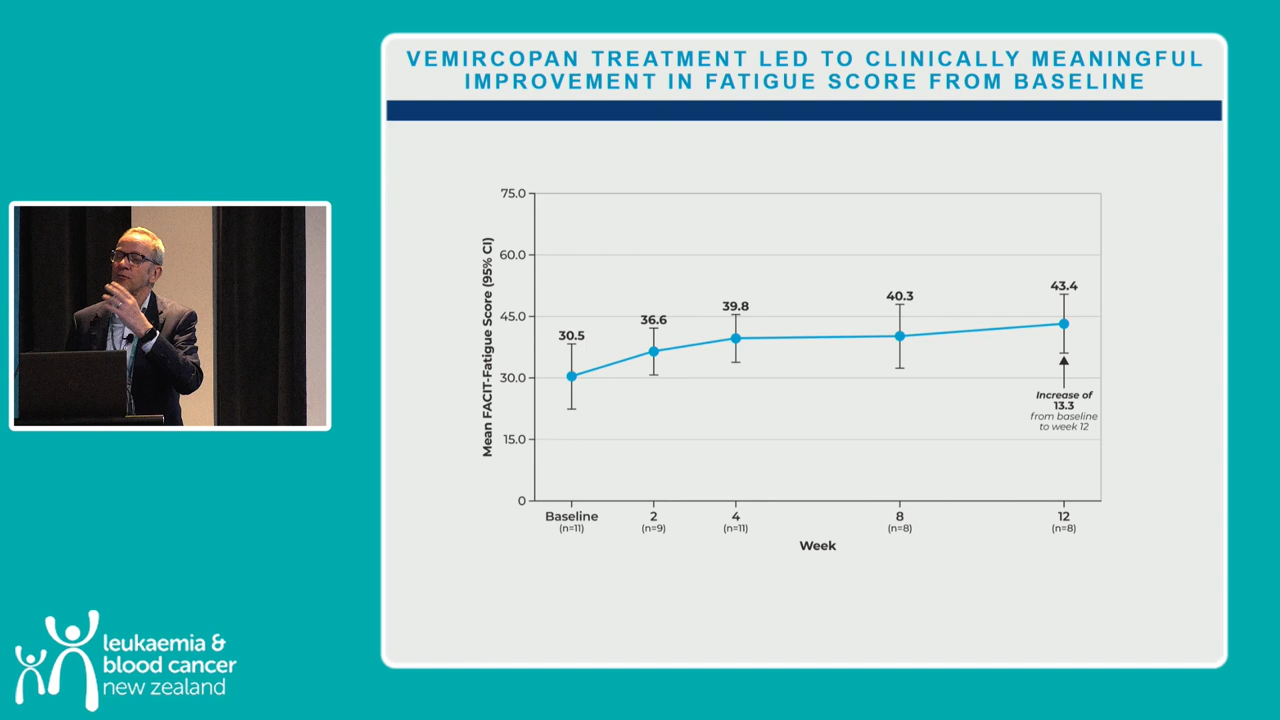 VEMIRCOPAN TREATMENT LED TO CLINICALLY MEANINGFUL
IMPROVEMENT IN FATIGUE SCORE FROM BASELINE
Mean FACIT-Fatigue Score (95% CI)
75.0
60.0
45.0
30.0
15.0
0
30.5
36.6
39.8
40.3
43.4
Increase of
13.3
from baseline
to week 12
Baseline
(n=11)
2
(n=9)
4
(n=11)
8
(n=8)
12
(n=8)
Week
leukaemia &
blood cancer
new zealand